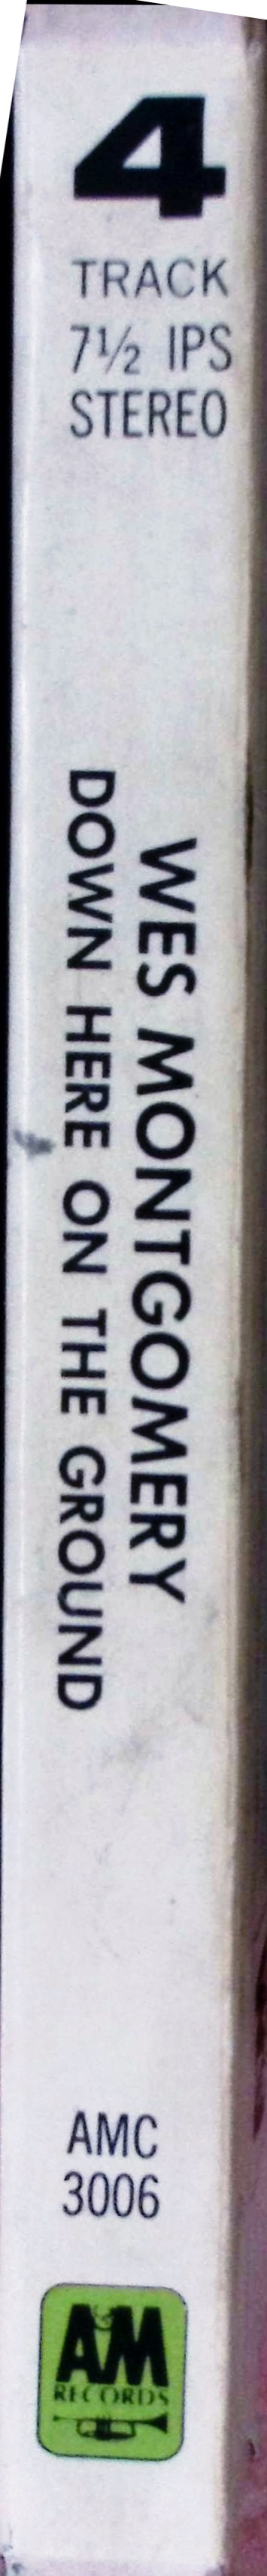 4
TRACK
7½ IPS
STEREO
WES MONTGOMERY
DOWN HERE ON THE GROUND
AMC
3006
A&M
RECORDS